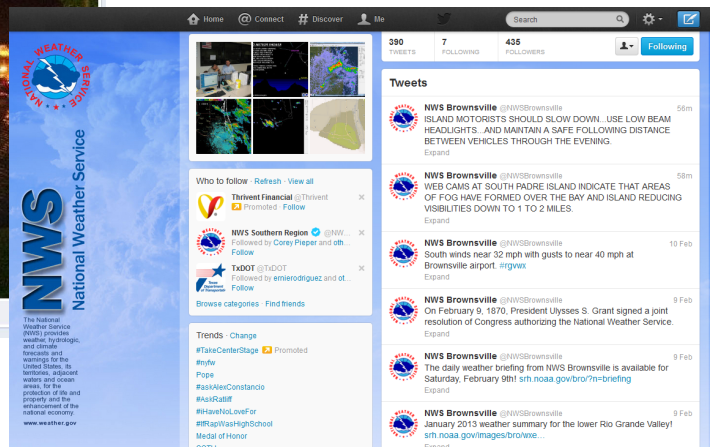 Home
Connect
Discover
Me
Search
NATIONAL WEATHER SERVICE
NWS
National Weather Service
The National
Weather Service
(NWS) provides
weather, hydrologic,
and climate
forecasts and
warnings for the
United States, its
territories, adjacent
waters and ocean
areas, for the
protection of life and
property and the
enhancement of the
national economy.
www.weather.gov
Who to follow · Refresh · View all
Thrivent Financial @Thrivent
Promoted · Follow
NWS Southern Region @NW...
Followed by Corey Pieper and oth...
Follow
TxDOT @TxDOT
Followed by ernierodriguez and ot...
Follow
Browse categories · Find friends
Trends · Change
#TakeCenterStage Promoted
#nyfw
Pope
#askAlexConstancio
#AskRatliff
#iHaveNoLoveFor
#IfRapWasHighSchool
Medal of Honor
390 TWEETS
7 FOLLOWING
435 FOLLOWERS
Following
Tweets
NWS Brownsville @NWSBrownsville 56m
ISLAND MOTORISTS SHOULD SLOW DOWN...USE LOW BEAM
HEADLIGHTS...AND MAINTAIN A SAFE FOLLOWING DISTANCE
BETWEEN VEHICLES THROUGH THE EVENING.
Expand
NWS Brownsville @NWSBrownsville 58m
WEB CAMS AT SOUTH PADRE ISLAND INDICATE THAT AREAS
OF FOG HAVE FORMED OVER THE BAY AND ISLAND REDUCING
VISIBILITIES DOWN TO 1 TO 2 MILES.
Expand
NWS Brownsville @NWSBrownsville 10 Feb
South winds near 32 mph with gusts to near 40 mph at
Brownsville airport. #rgvwx
Expand
NWS Brownsville @NWSBrownsville 9 Feb
On February 9, 1870, President Ulysses S. Grant signed a joint
resolution of Congress authorizing the National Weather Service.
Expand
NWS Brownsville @NWSBrownsville 9 Feb
The daily weather briefing from NWS Brownsville is available for
Saturday, February 9th! srh.noaa.gov/bro/?n=briefing
Expand
NWS Brownsville @NWSBrownsville 9 Feb
January 2013 weather summary for the lower Rio Grande Valley!
srh.noaa.gov/images/bro/wxe...
Expand